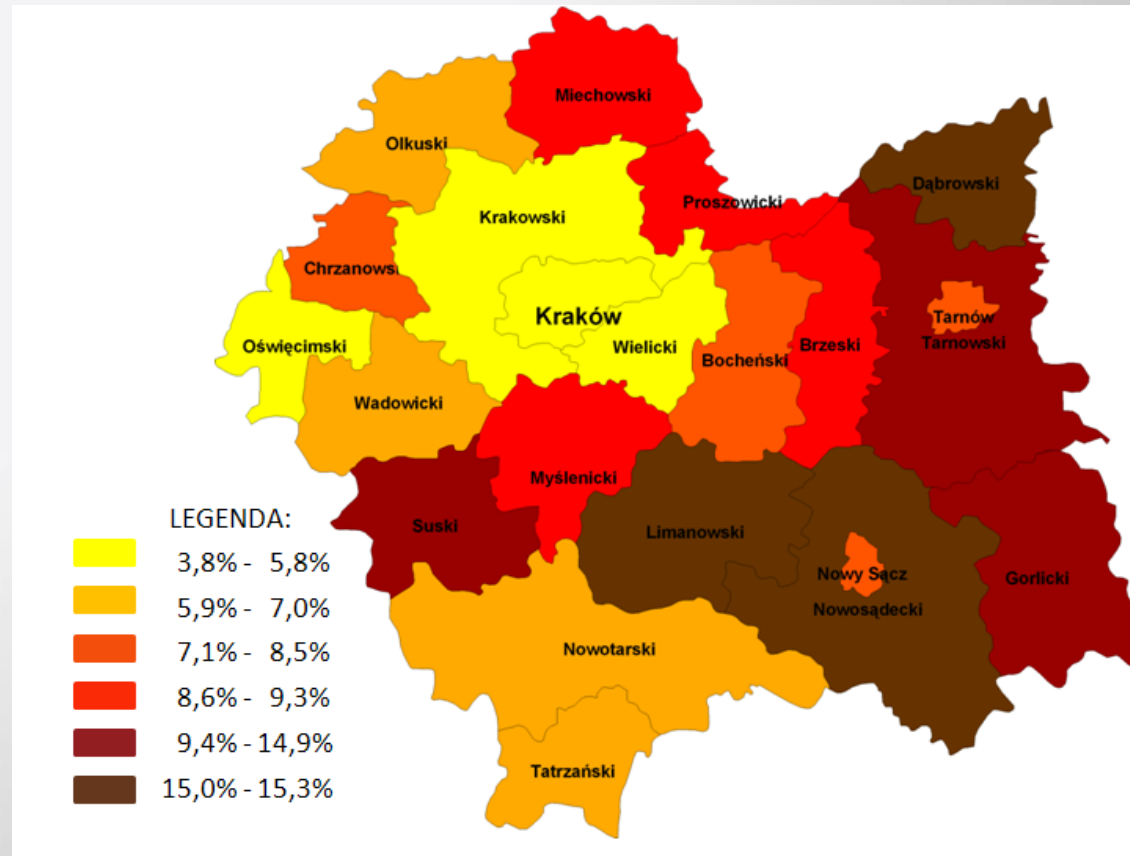 Miechowski
Olkuski
Dąbrowski
Proszowicki
Krakowski
Chrzanowsi
Kraków
Tarnów
Tarnowski
Oświęcimski
Wielicki
Bocheński
Brzeski
Wadowicki
Myślenicki
Suski
Limanowski
Nowy Sącz
Nowosądecki
Gorlicki
Nowotarski
Tatrzański
LEGENDA:
3,8% - 5,8%
5,9% - 7,0%
7,1% - 8,5%
8,6% - 9,3%
9,4% - 14,9%
15,0% - 15,3%